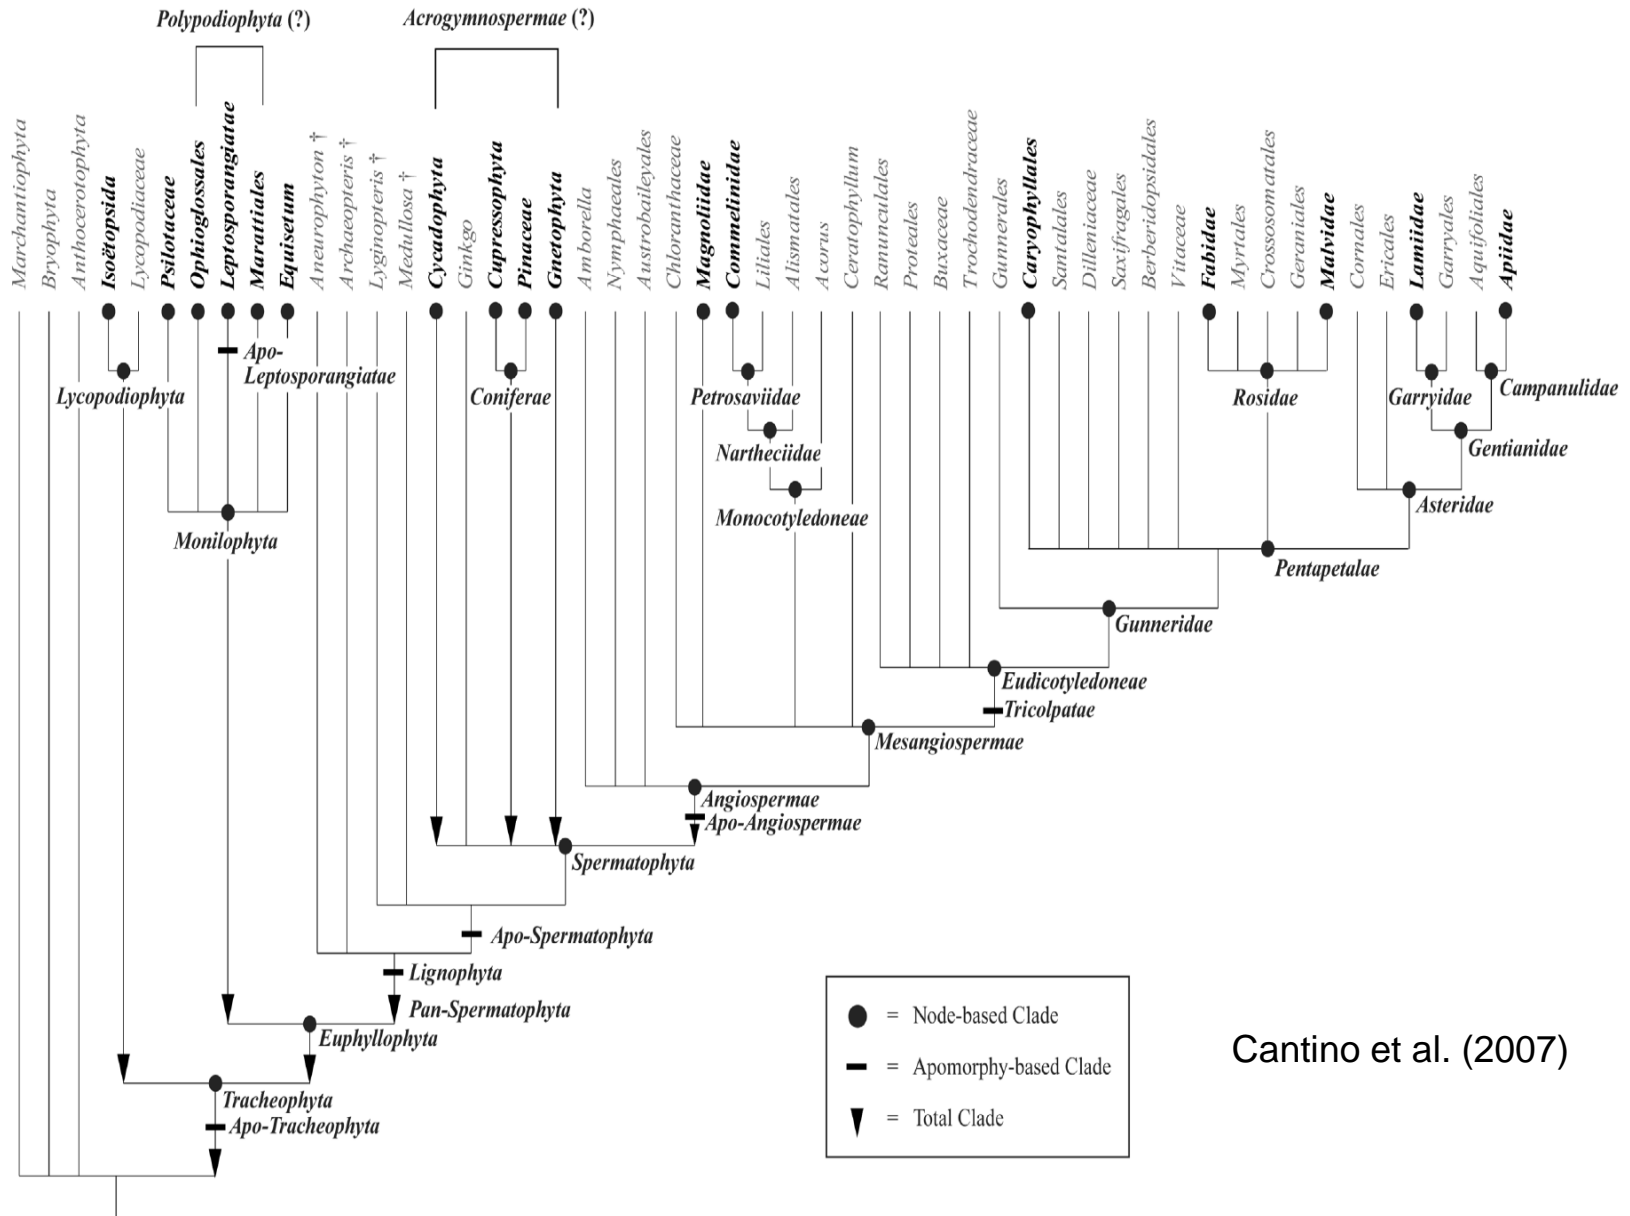 Polypodiophyta (?)
Acrogymnospermae (?)
Marchantiophyta
Bryophyta
Anthocerotophyta
Isoëtopsida
Lycopodiaceae
Psilotaceae
Ophioglossales
Leptosporangiatae
Marattiales
Equisetum
Aneurophyton †
Archaeopteris †
Lyginopteris †
Medullosa †
Cycadophyta
Ginkgo
Cupressophyta
Pinaceae
Gnetophyta
Amborella
Nymphaeales
Austrobaileyales
Chloranthaceae
Magnoliidae
Commelinidae
Liliales
Alismatales
Acorus
Ceratophyllum
Ranunculales
Proteales
Buxaceae
Trochodendraceae
Gunnerales
Caryophyllales
Santalales
Dilleniaceae
Saxifragales
Berberidopsidales
Vitaceae
Fabidae
Myrtales
Crossosomatales
Geraniales
Malvidae
Cornales
Ericales
Lamiidae
Garryales
Aquifoliales
Apiidae
Apo-
Leptosporangiatae
Lycopodiophyta
Coniferae
Petrosaviidae
Rosidae
Garryidae
Campanulidae
Nartheciidae
Gentianidae
Monocotyledoneae
Asteridae
Monilophyta
Pentapetalae
Gunneridae
Eudicotyledoneae
Tricolpatae
Mesangiospermae
Angiospermae
Apo-Angiospermae
Spermatophyta
Apo-Spermatophyta
Lignophyta
Pan-Spermatophyta
Euphyllophyta
Tracheophyta
Apo-Tracheophyta
= Node-based Clade
= Apomorphy-based Clade
= Total Clade
Cantino et al. (2007)